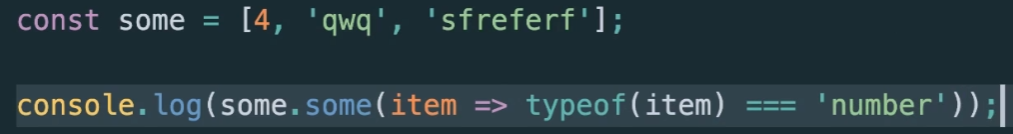 const some = [4, 'qwq', 'sfreferf'];
console.log(some.some(item => typeof(item) === 'number'));